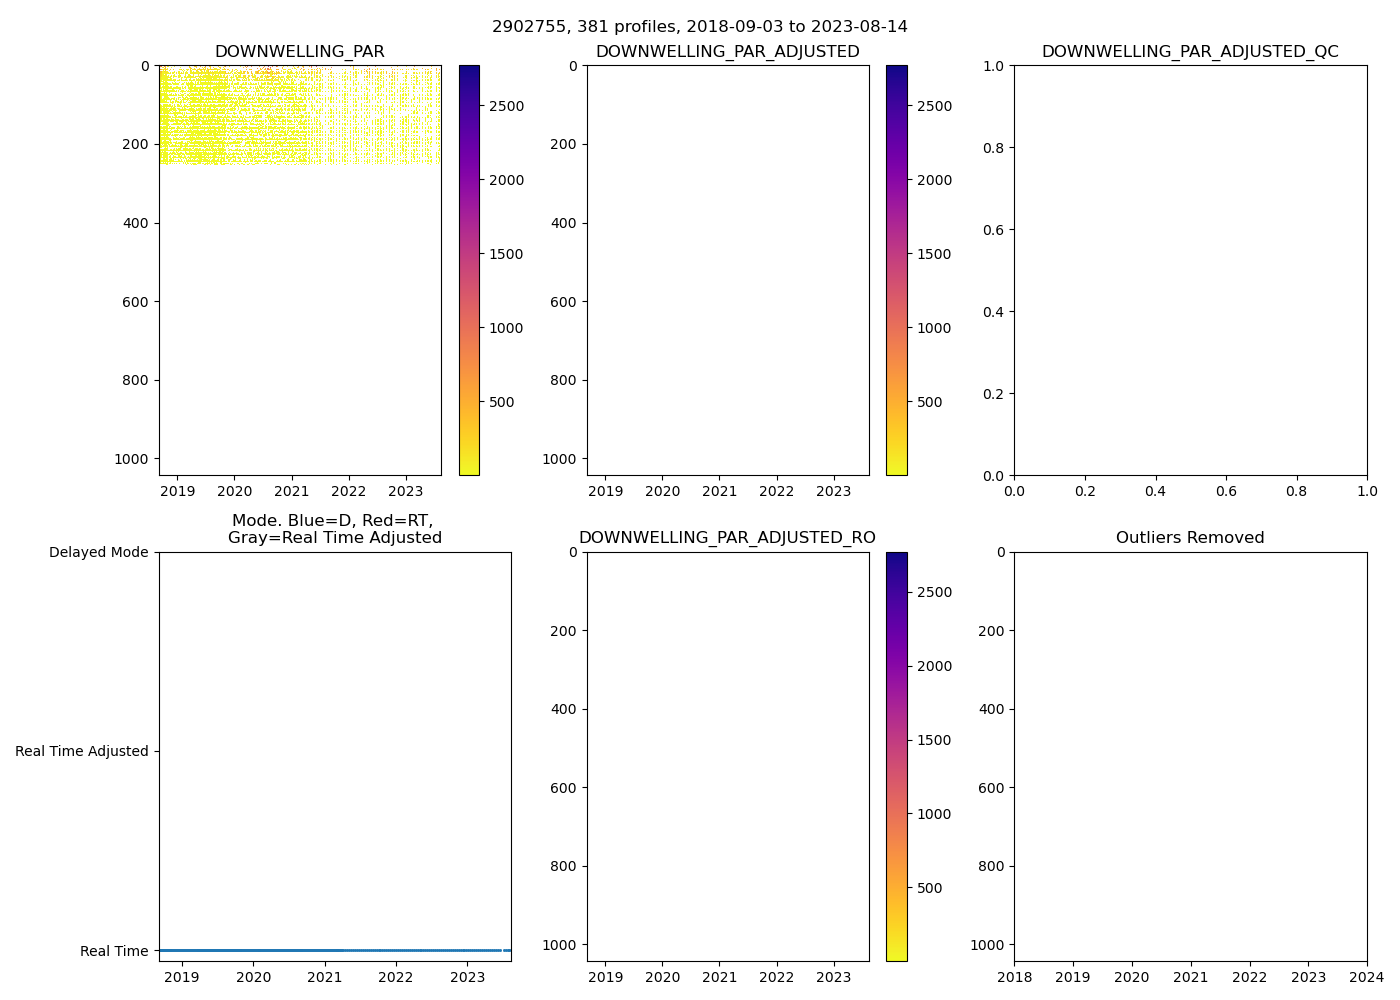 2902755, 381 profiles, 2018-09-03 to 2023-08-14
DOWNWELLING_PAR
0
200
400
600
800
1000
2019 2020 2021 2022 2023
2500
2000
1500
1000
500
DOWNWELLING_PAR_ADJUSTED
0
200
400
600
800
1000
2019 2020 2021 2022 2023
2500
2000
1500
1000
500
DOWNWELLING_PAR_ADJUSTED_QC
1.0
0.8
0.6
0.4
0.2
0.0
0.0 0.2 0.4 0.6 0.8 1.0
Mode. Blue=D, Red=RT,
Gray=Real Time Adjusted
Delayed Mode
Real Time Adjusted
Real Time
2019 2020 2021 2022 2023
DOWNWELLING_PAR_ADJUSTED_RO
0
200
400
600
800
1000
2019 2020 2021 2022 2023
2500
2000
1500
1000
500
Outliers Removed
0
200
400
600
800
1000
2018 2019 2020 2021 2022 2023 2024